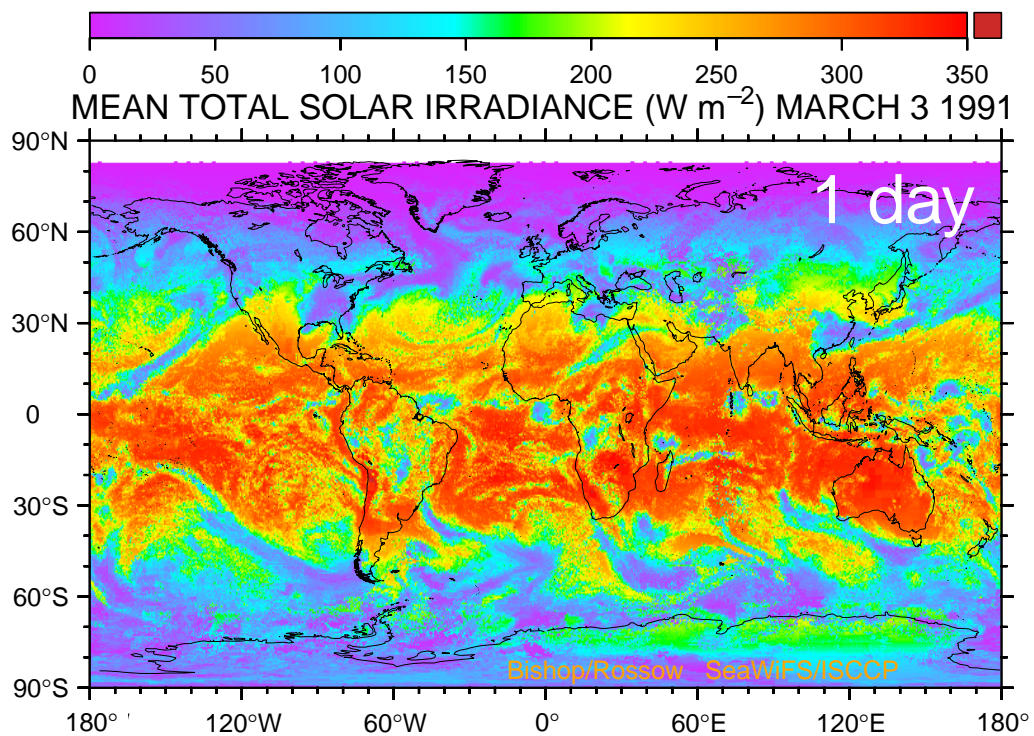 0 50 100 150 200 250 300 350
MEAN TOTAL SOLAR IRRADIANCE (W m⁻²) MARCH 3 1991
90°N
1 day
60°N
30°N
0
30°S
60°S
Bishop/Rossow SeaWiFS/ISCCP
90°S
180° 120°W 60°W 0° 60°E 120°E 180°